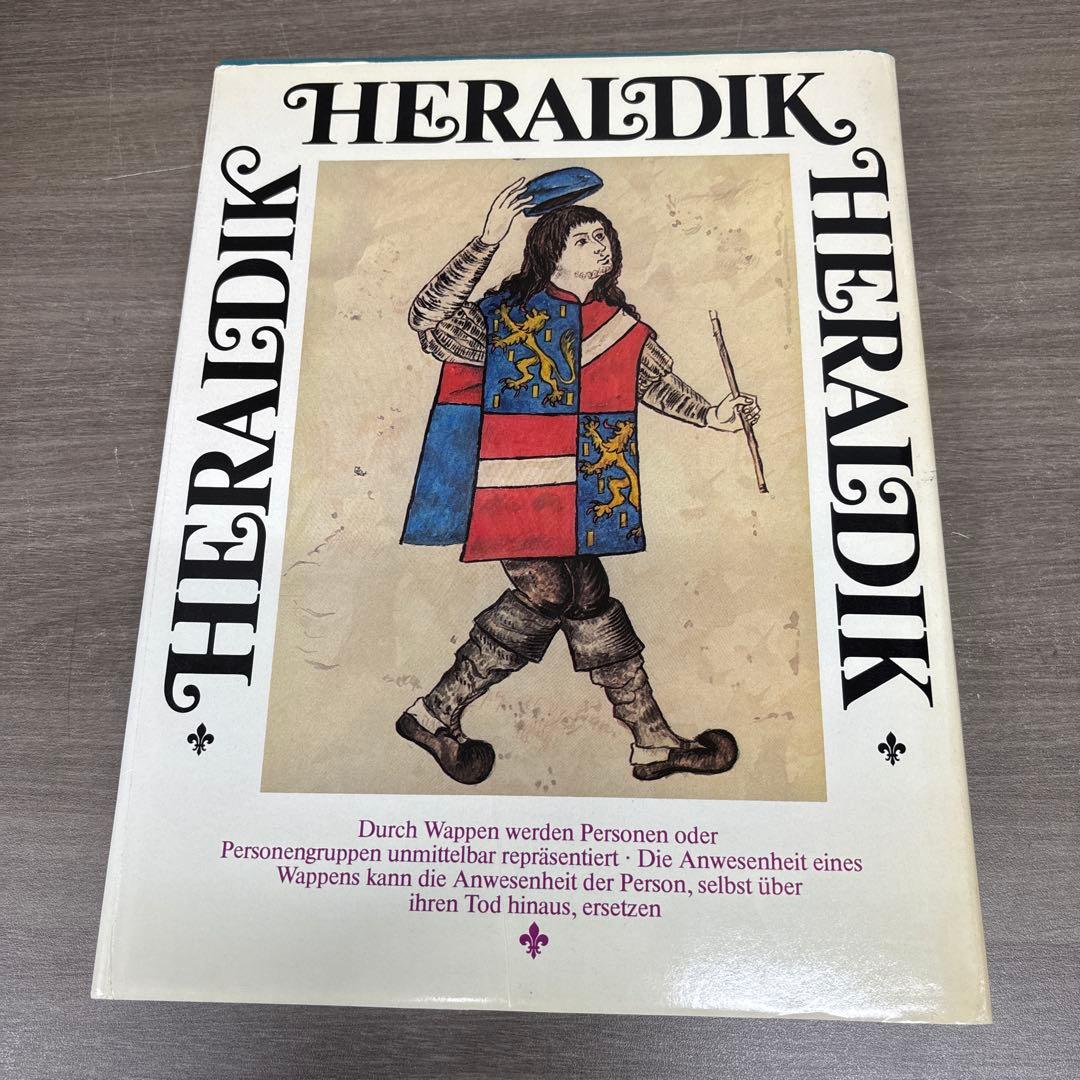 HERALDIK
HERALDIK
HERALDIK
Durch Wappen werden Personen oder
Personengruppen unmittelbar repräsentiert · Die Anwesenheit eines
Wappens kann die Anwesenheit der Person, selbst über
ihren Tod hinaus, ersetzen